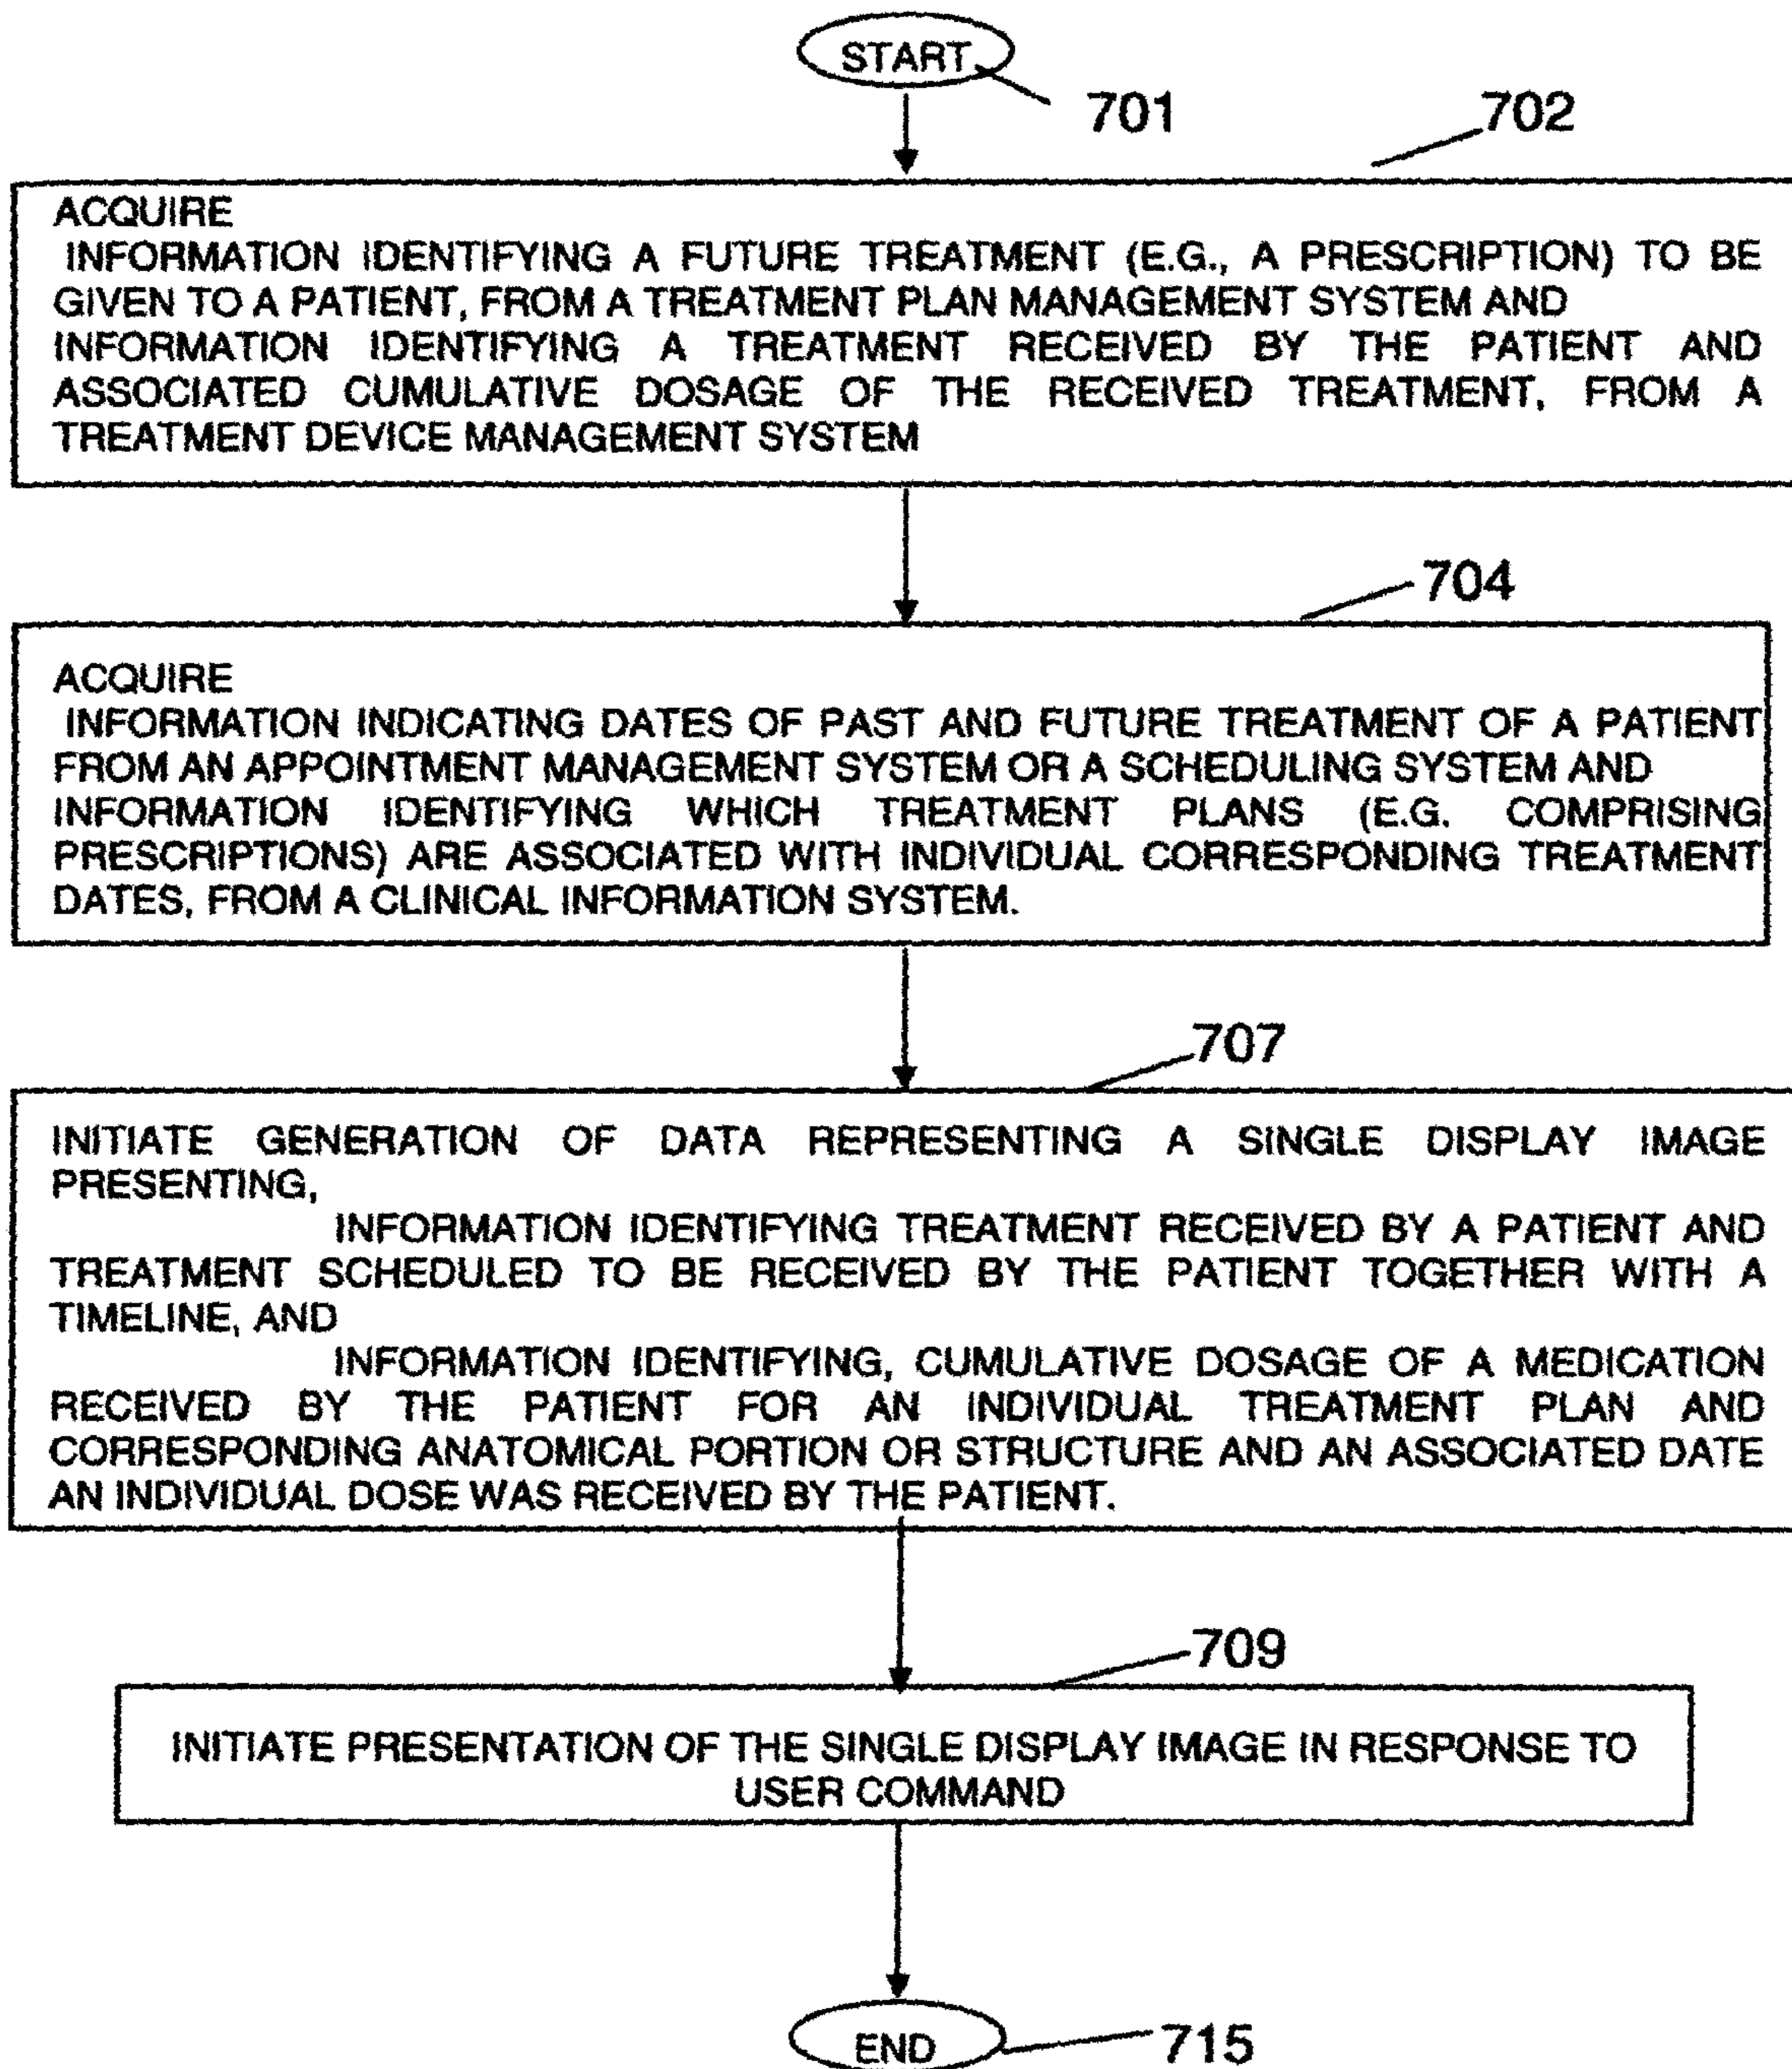 START
701
702
ACQUIRE
INFORMATION IDENTIFYING A FUTURE TREATMENT (E.G., A PRESCRIPTION) TO BE
GIVEN TO A PATIENT, FROM A TREATMENT PLAN MANAGEMENT SYSTEM AND
INFORMATION IDENTIFYING A TREATMENT RECEIVED BY THE PATIENT AND
ASSOCIATED CUMULATIVE DOSAGE OF THE RECEIVED TREATMENT, FROM A
TREATMENT DEVICE MANAGEMENT SYSTEM
704
ACQUIRE
INFORMATION INDICATING DATES OF PAST AND FUTURE TREATMENT OF A PATIENT
FROM AN APPOINTMENT MANAGEMENT SYSTEM OR A SCHEDULING SYSTEM AND
INFORMATION IDENTIFYING WHICH TREATMENT PLANS (E.G. COMPRISING
PRESCRIPTIONS) ARE ASSOCIATED WITH INDIVIDUAL CORRESPONDING TREATMENT
DATES, FROM A CLINICAL INFORMATION SYSTEM.
707
INITIATE GENERATION OF DATA REPRESENTING A SINGLE DISPLAY IMAGE
PRESENTING,
INFORMATION IDENTIFYING TREATMENT RECEIVED BY A PATIENT AND
TREATMENT SCHEDULED TO BE RECEIVED BY THE PATIENT TOGETHER WITH A
TIMELINE, AND
INFORMATION IDENTIFYING, CUMULATIVE DOSAGE OF A MEDICATION
RECEIVED BY THE PATIENT FOR AN INDIVIDUAL TREATMENT PLAN AND
CORRESPONDING ANATOMICAL PORTION OR STRUCTURE AND AN ASSOCIATED DATE
AN INDIVIDUAL DOSE WAS RECEIVED BY THE PATIENT.
709
INITIATE PRESENTATION OF THE SINGLE DISPLAY IMAGE IN RESPONSE TO
USER COMMAND
END
715